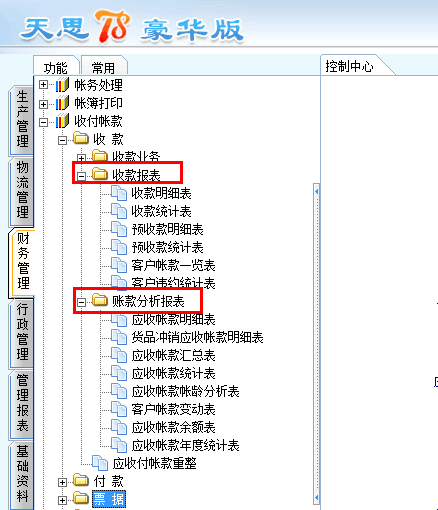 天思T8豪华版
功能
常用
控制中心
生产管理
物流管理
财务管理
行政管理
管理报表
基础资料
帐务处理
帐簿打印
收付帐款
收 款
收款业务
收款报表
收款明细表
收款统计表
预收款明细表
预收款统计表
客户帐款一览表
客户违约统计表
账款分析报表
应收帐款明细表
货品冲销应收帐款明细表
应收帐款汇总表
应收帐款统计表
应收帐款帐龄分析表
客户帐款变动表
应收帐款余额表
应收帐款年度统计表
应收付帐款重整
付 款
票 据